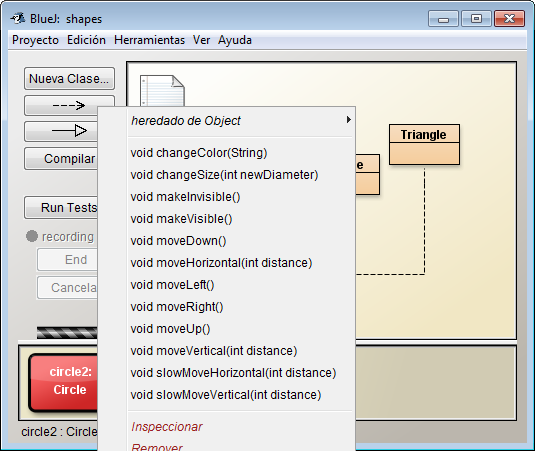 BlueJ: shapes
Proyecto Edición Herramientas Ver Ayuda
Nueva Clase...
Compilar
Run Tests
recording
End
Cancela
heredado de Object
void changeColor(String)
void changeSize(int newDiameter)
void makeInvisible()
void makeVisible()
void moveDown()
void moveHorizontal(int distance)
void moveLeft()
void moveRight()
void moveUp()
void moveVertical(int distance)
void slowMoveHorizontal(int distance)
void slowMoveVertical(int distance)
Inspeccionar
Remover
Triangle
e
circle2:
Circle
circle2 : Circle